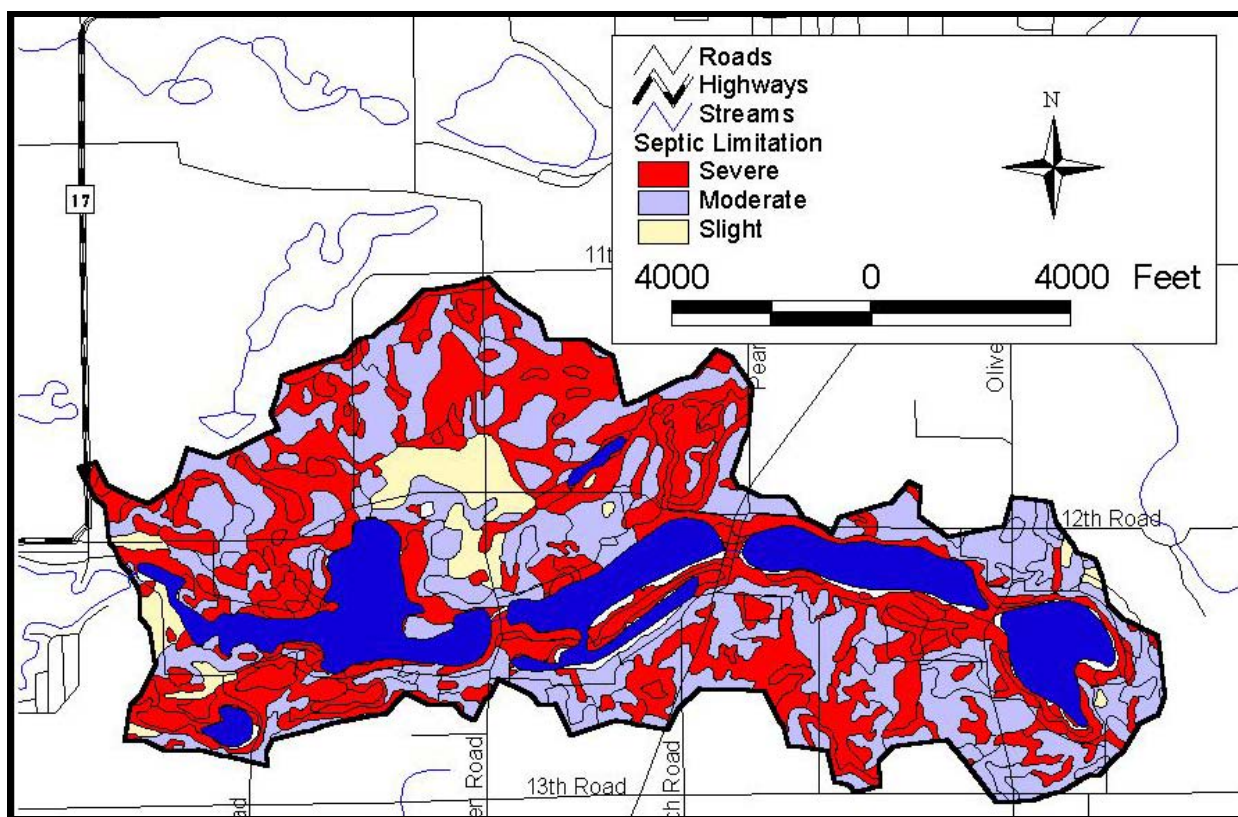 Roads
Highways
Streams
Septic Limitation
Severe
Moderate
Slight
N
4000 0 4000 Feet
17
11t
Pear
Olive
12th Road
13th Road
en Road
ch Road
ad